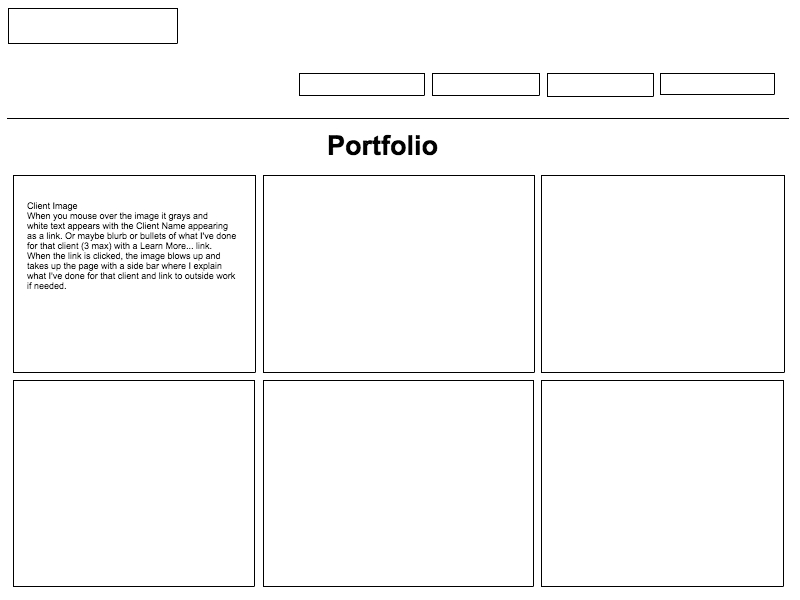 Portfolio
Client Image
When you mouse over the image it grays and
white text appears with the Client Name appearing
as a link. Or maybe blurb or bullets of what I've done
for that client (3 max) with a Learn More... link.
When the link is clicked, the image blows up and
takes up the page with a side bar where I explain
what I've done for that client and link to outside work
if needed.